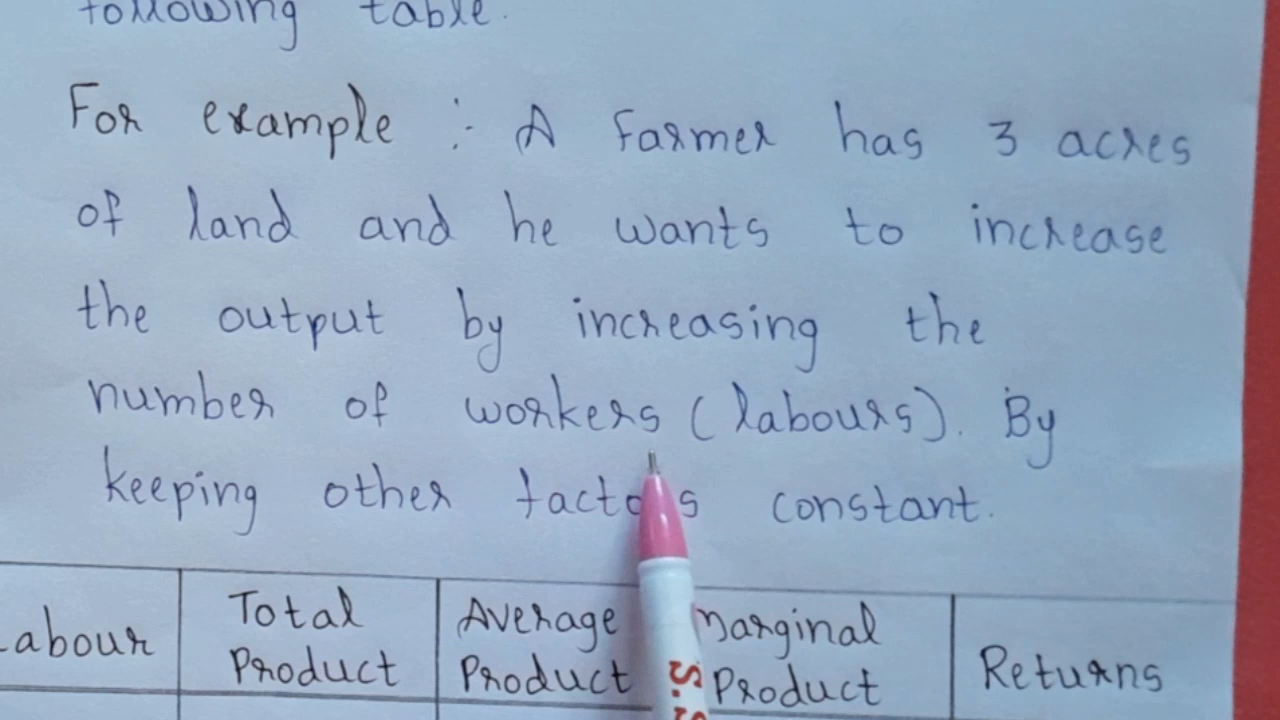 following table.
For example : A Farmer has 3 acres
of land and he wants to increase
the output by increasing the
number of workers (labours). By
keeping other factors constant.
Labour Total Product Average Product Marginal Product Returns